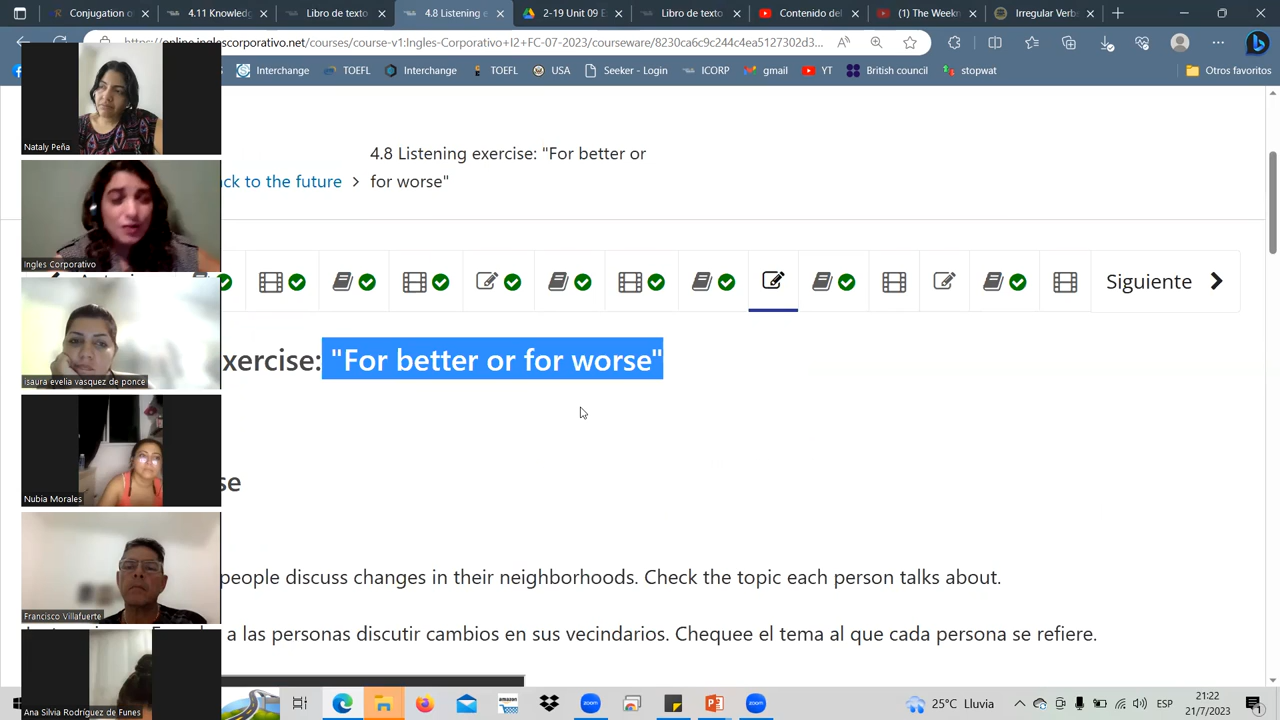 4.11 Exercise:
Libro de texto
4.8 Listening e
2-19 Unit 09 E
Libro de texto
Contenido del
(1) The Week
Irregular Verb
https://online.inglescorporativo.net/courses/course-v1:Ingles-Corporativo+I2+FC-07-2023/courseware/8230ca6c9c244c4ea5127302d3...
Interchange
TOEFL
Interchange
TOEFL
USA
Seeker - Login
ICORP
gmail
YT
British council
stopwat
Otros favoritos
Nataly Peña
4.8 Listening exercise: "For better or
ck to the future > for worse"
Ingles Corporativo
Siguiente
xercise: "For better or for worse"
isaura evelia vasquez de ponce
se
Nubia Morales
people discuss changes in their neighborhoods. Check the topic each person talks about.
Francisco Villafuerte
a las personas discutir cambios en sus vecindarios. Chequee el tema al que cada persona se refiere.
Ana Silvia Rodríguez de Funes
amazon
25°C Lluvia
ESP
21:22
21/7/2023
1